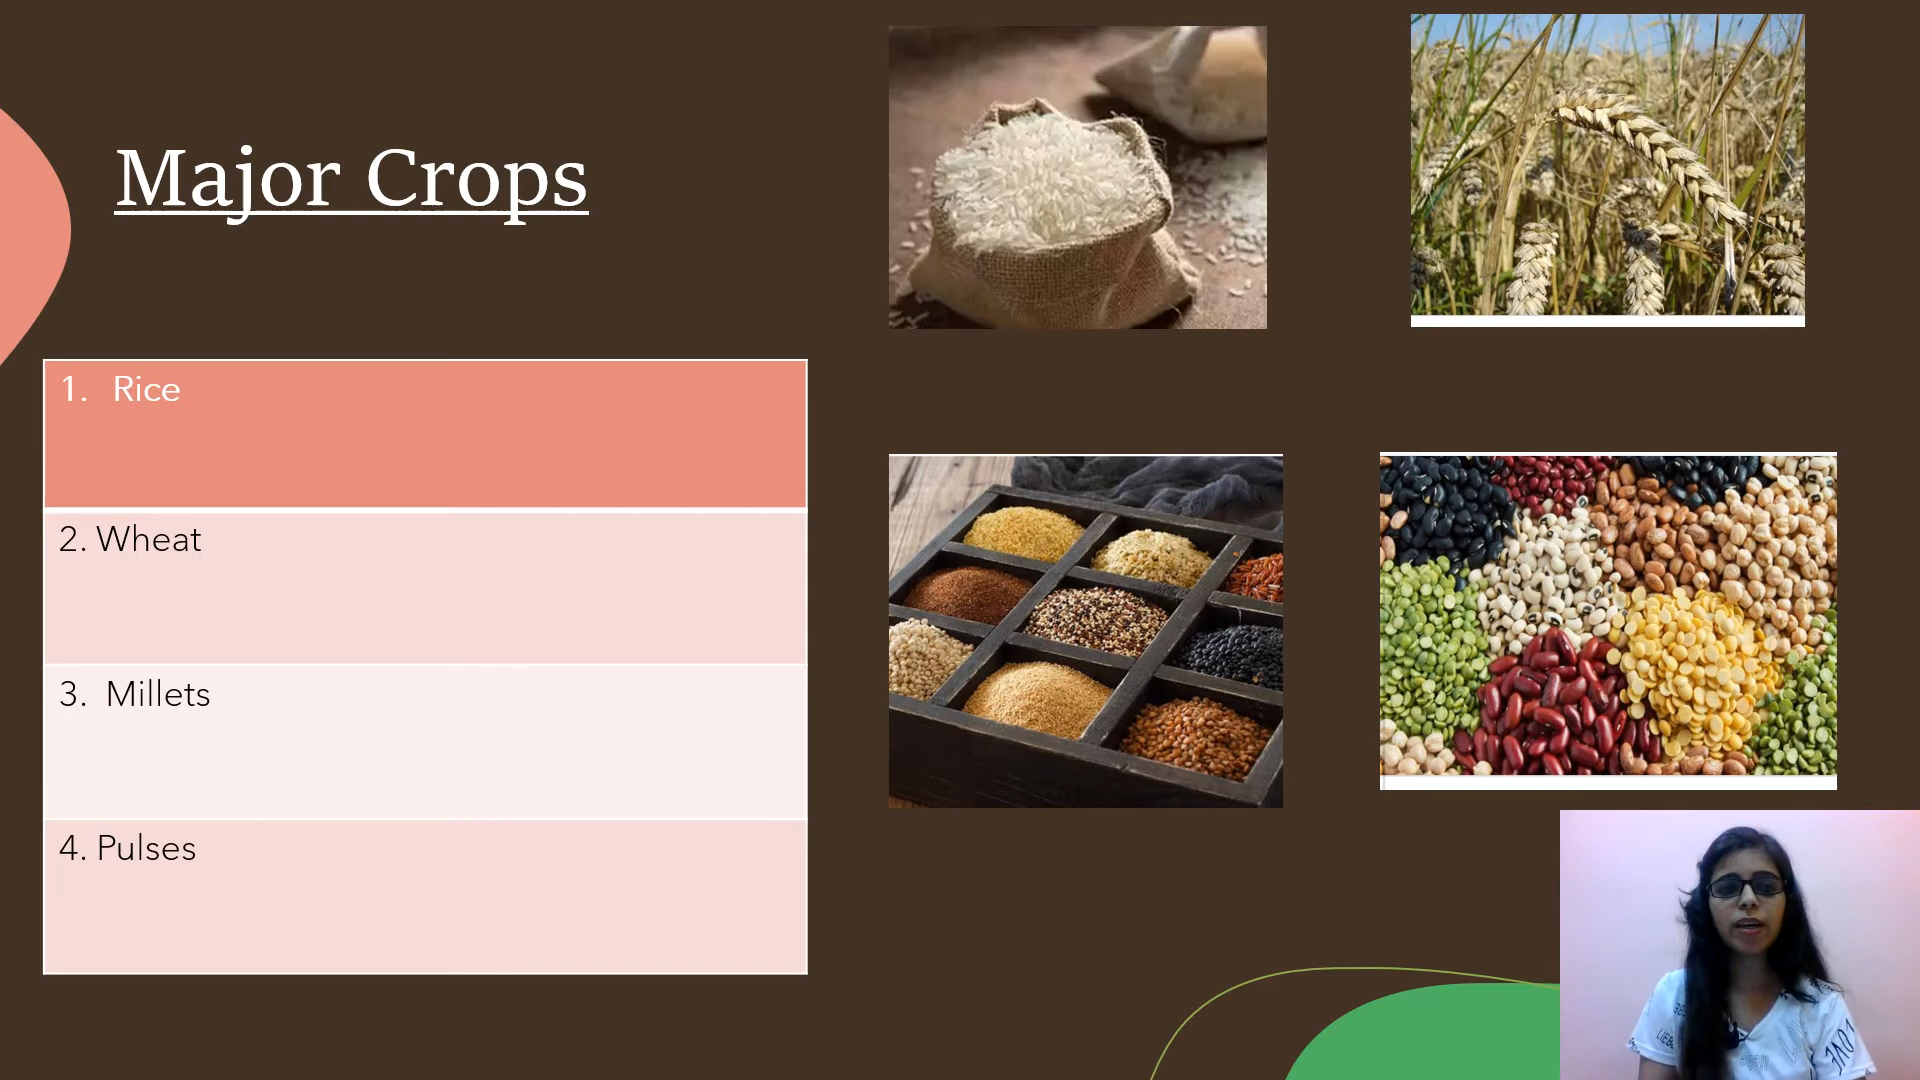 Major Crops
1. Rice
2. Wheat
3. Millets
4. Pulses